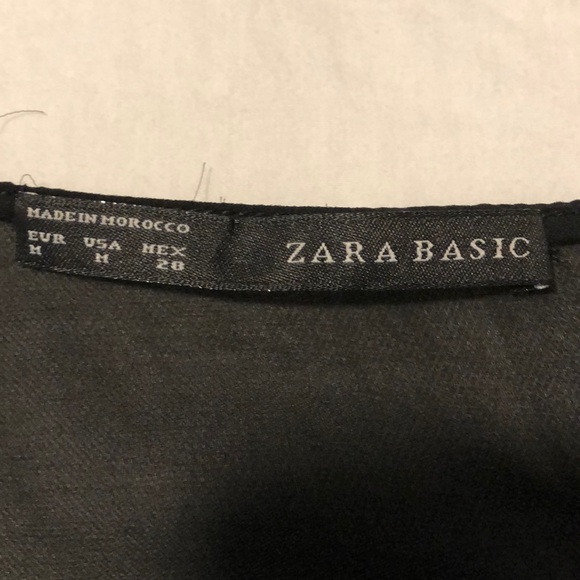 MADE IN MOROCCO
EUR USA MEX
M M 28
ZARA BASIC